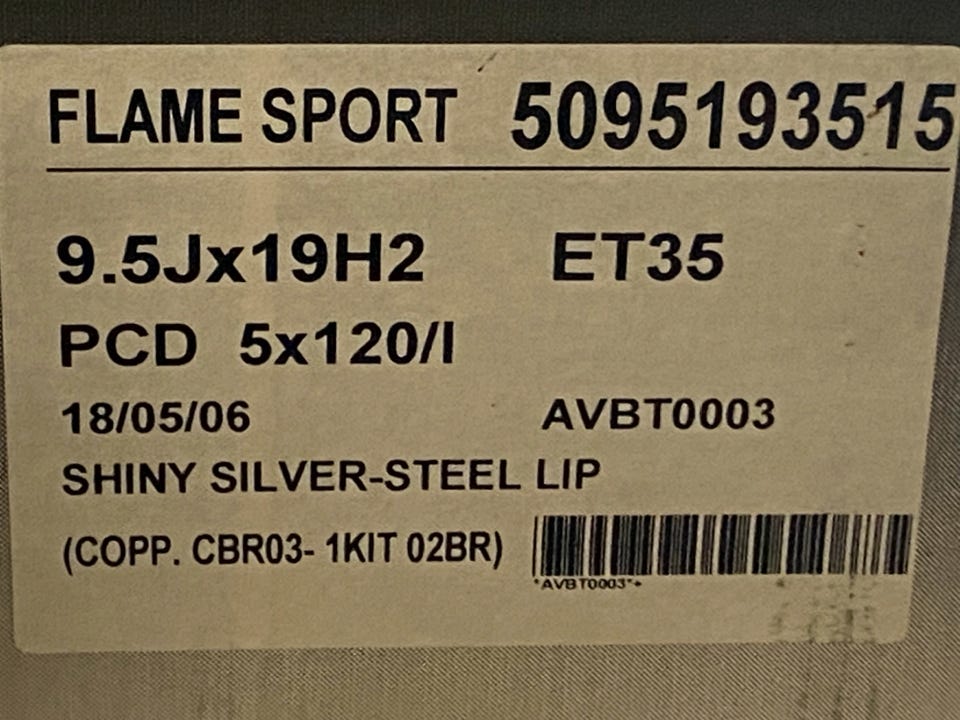 FLAME SPORT 5095193515
9.5Jx19H2 ET35
PCD 5x120/I
18/05/06 AVBT0003
SHINY SILVER-STEEL LIP
(COPP. CBR03- 1KIT 02BR)
*AVBT0003*+